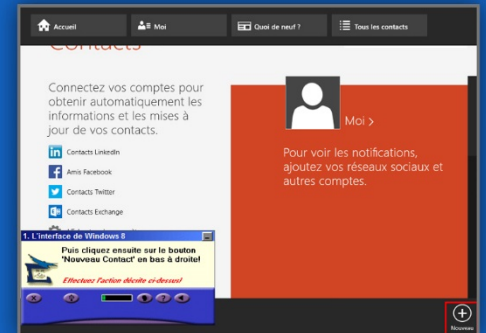 Accueil
Moi
Quoi de neuf ?
Tous les contacts
Contacts
Connectez vos comptes pour
obtenir automatiquement les
informations et les mises à
jour de vos contacts.
in Contacts LinkedIn
f Amis Facebook
Contacts Twitter
Contacts Exchange
Moi >
Pour voir les notifications,
ajoutez vos réseaux sociaux et
autres comptes.
1. L'interface de Windows 8
Puis cliquez ensuite sur le bouton
'Nouveau Contact' en bas à droite!
Effectuez l'action décrite ci-dessus!
Nouveau